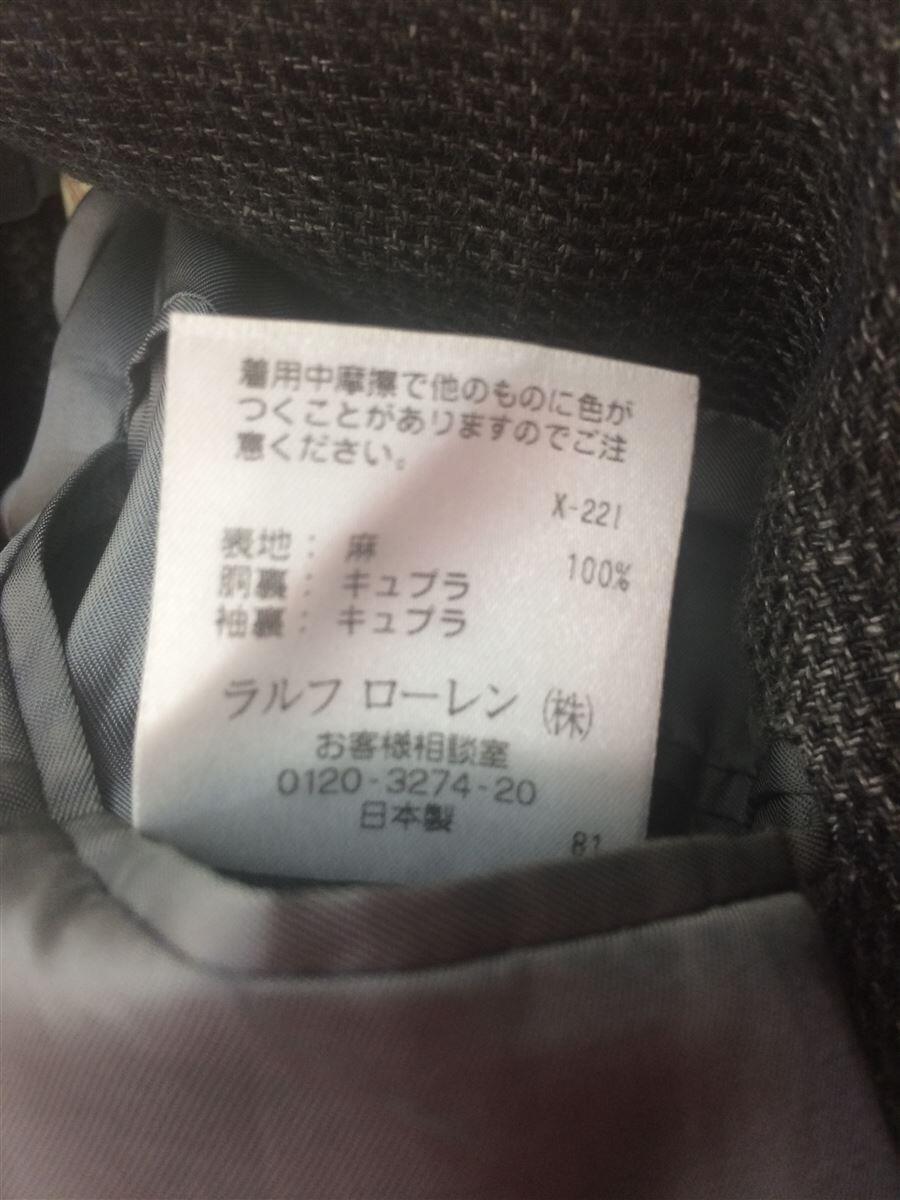 着用中摩擦で他のものに色が
つくことがありますのでご注
意ください。
X-221
表地： 麻 100%
胴裏： キュプラ
袖裏： キュプラ
ラルフ ローレン ㈱
お客様相談室
0120-3274-20
日本製
81